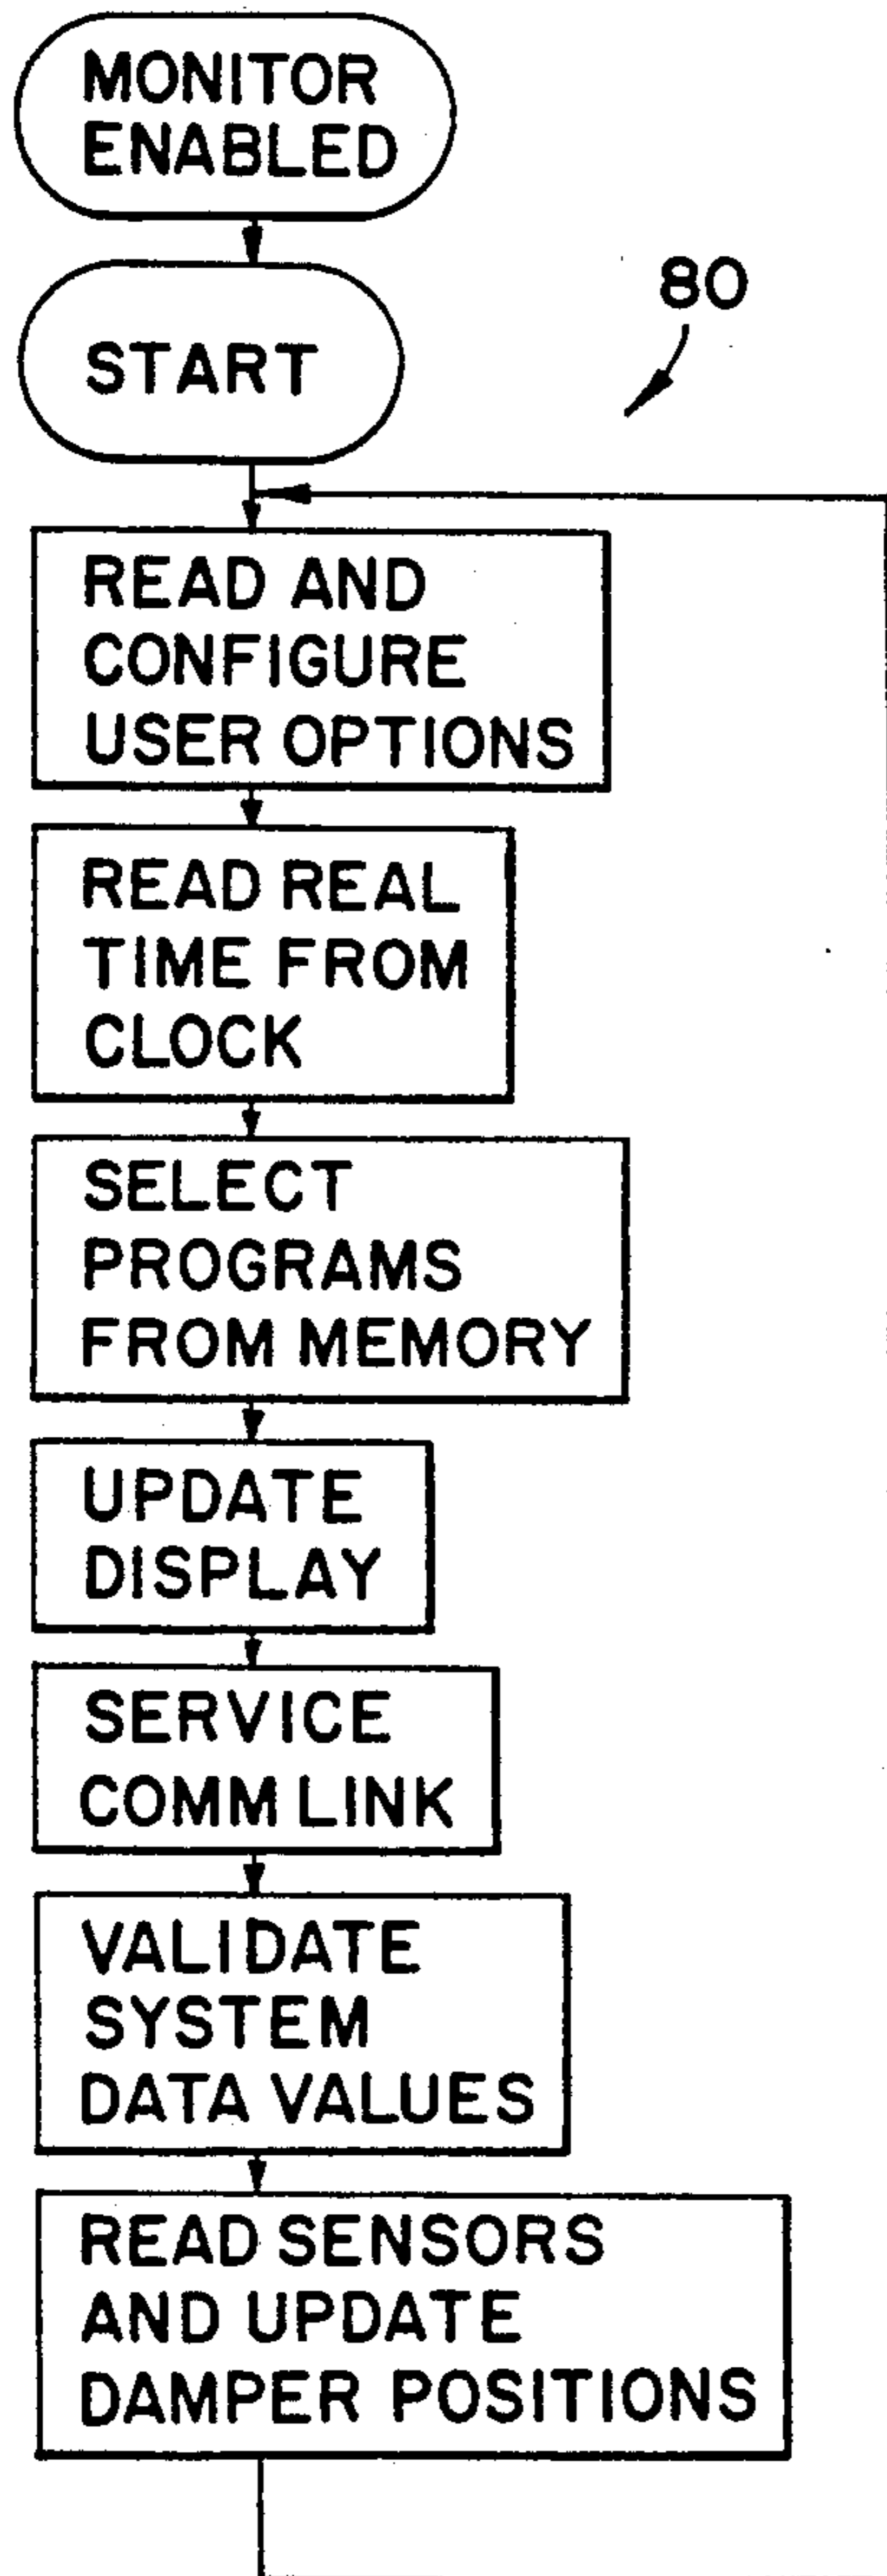 MONITOR
ENABLED
START
80
READ AND
CONFIGURE
USER OPTIONS
READ REAL
TIME FROM
CLOCK
SELECT
PROGRAMS
FROM MEMORY
UPDATE
DISPLAY
SERVICE
COMM LINK
VALIDATE
SYSTEM
DATA VALUES
READ SENSORS
AND UPDATE
DAMPER POSITIONS